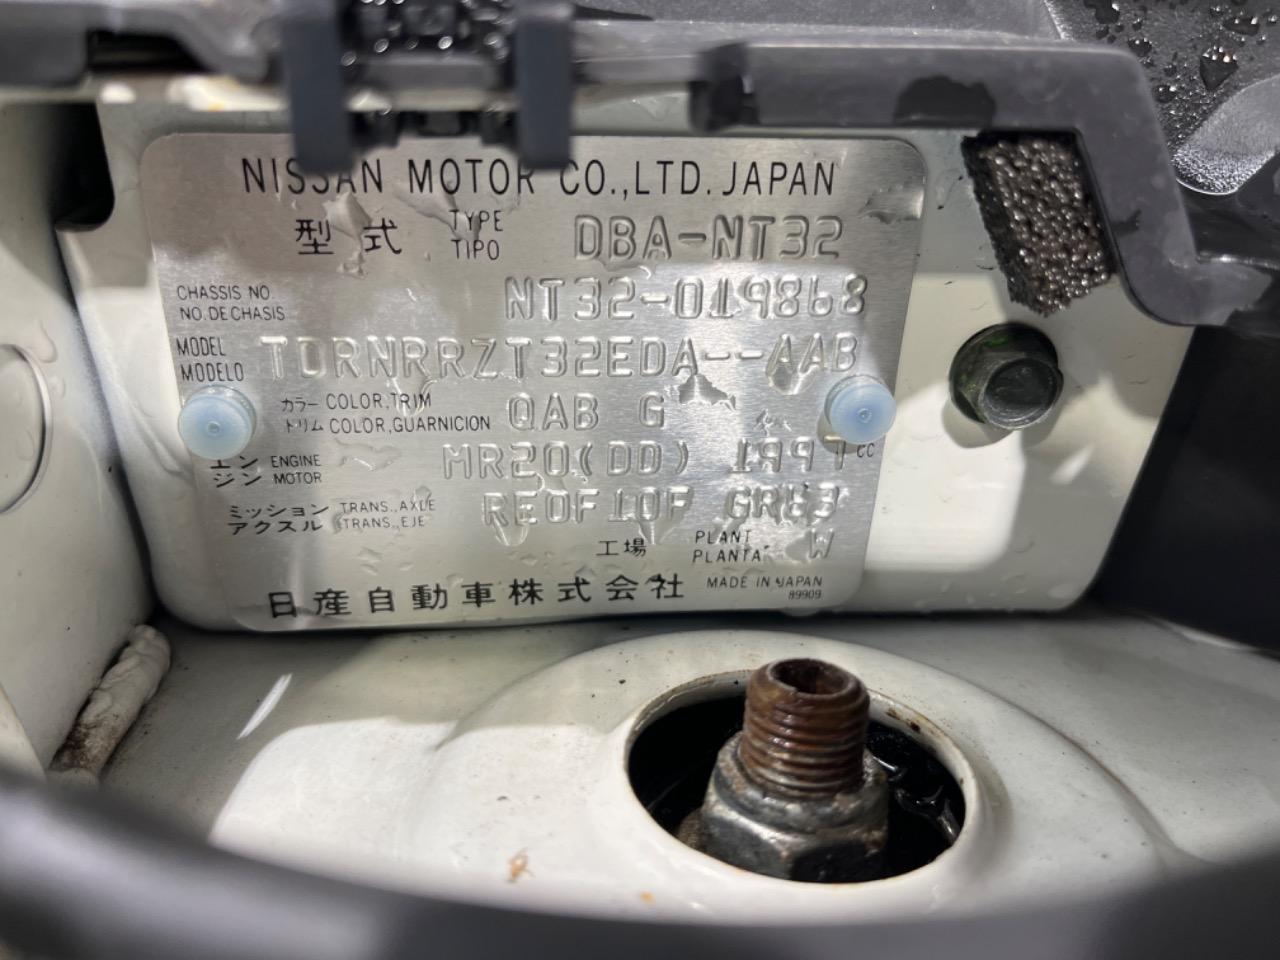 NISSAN MOTOR CO.,LTD. JAPAN
型式 TYPE TIPO DBA-NT32
CHASSIS NO. NO.DE CHASIS NT32-019868
MODEL MODELO TDRNRRZT32EDA--AAB
カラー トリム COLOR,TRIM COLOR,GUARNICION QAB G
エンジン ENGINE MOTOR MR20(DD) 1997 CC
ミッション アクスル TRANS.,AXLE TRANS.,EJE RE0F10F GR63
工場 PLANT PLANTA W
日産自動車株式会社 MADE IN JAPAN
89909